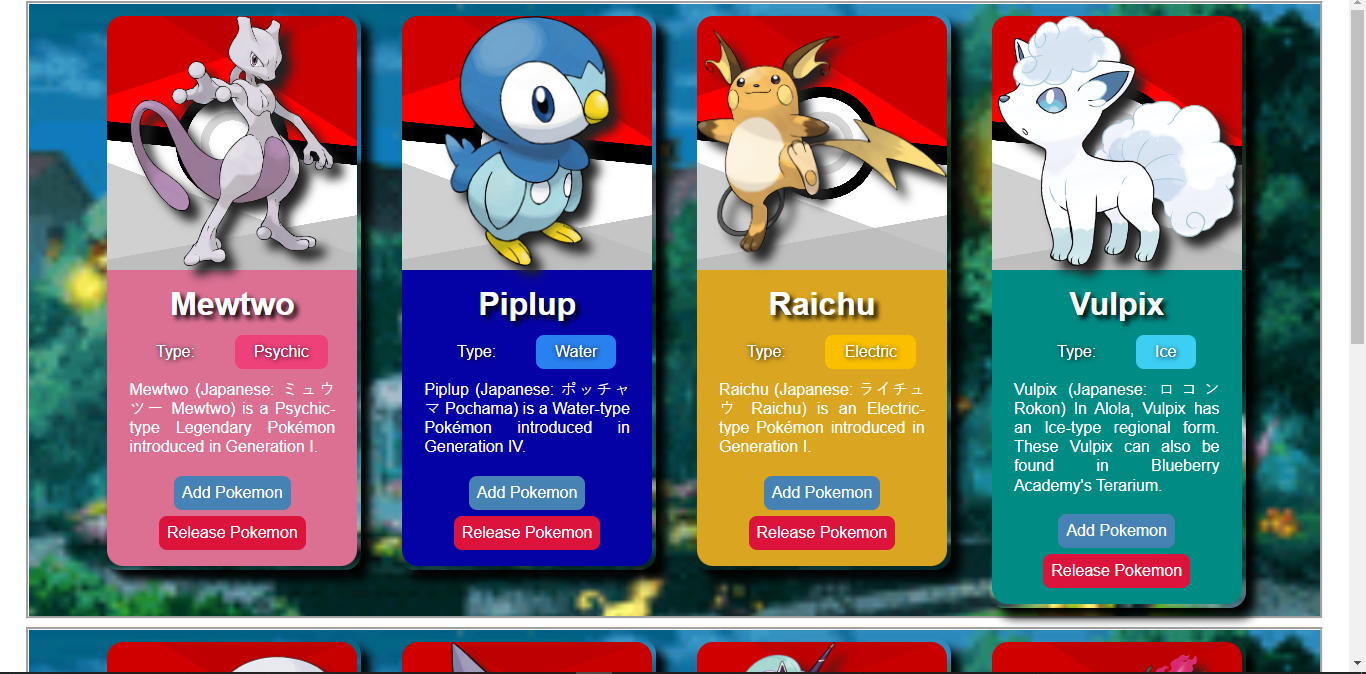 Mewtwo
Type: Psychic
Mewtwo (Japanese: ミュウ
ツー Mewtwo) is a Psychic-
type Legendary Pokémon
introduced in Generation I.
Add Pokemon
Release Pokemon
Piplup
Type: Water
Piplup (Japanese: ポッチャ
マ Pochama) is a Water-type
Pokémon introduced in
Generation IV.
Add Pokemon
Release Pokemon
Raichu
Type: Electric
Raichu (Japanese: ライチュ
ウ Raichu) is an Electric-
type Pokémon introduced in
Generation I.
Add Pokemon
Release Pokemon
Vulpix
Type: Ice
Vulpix (Japanese: ロコン
Rokon) In Alola, Vulpix has
an Ice-type regional form.
These Vulpix can also be
found in Blueberry
Academy's Terarium.
Add Pokemon
Release Pokemon